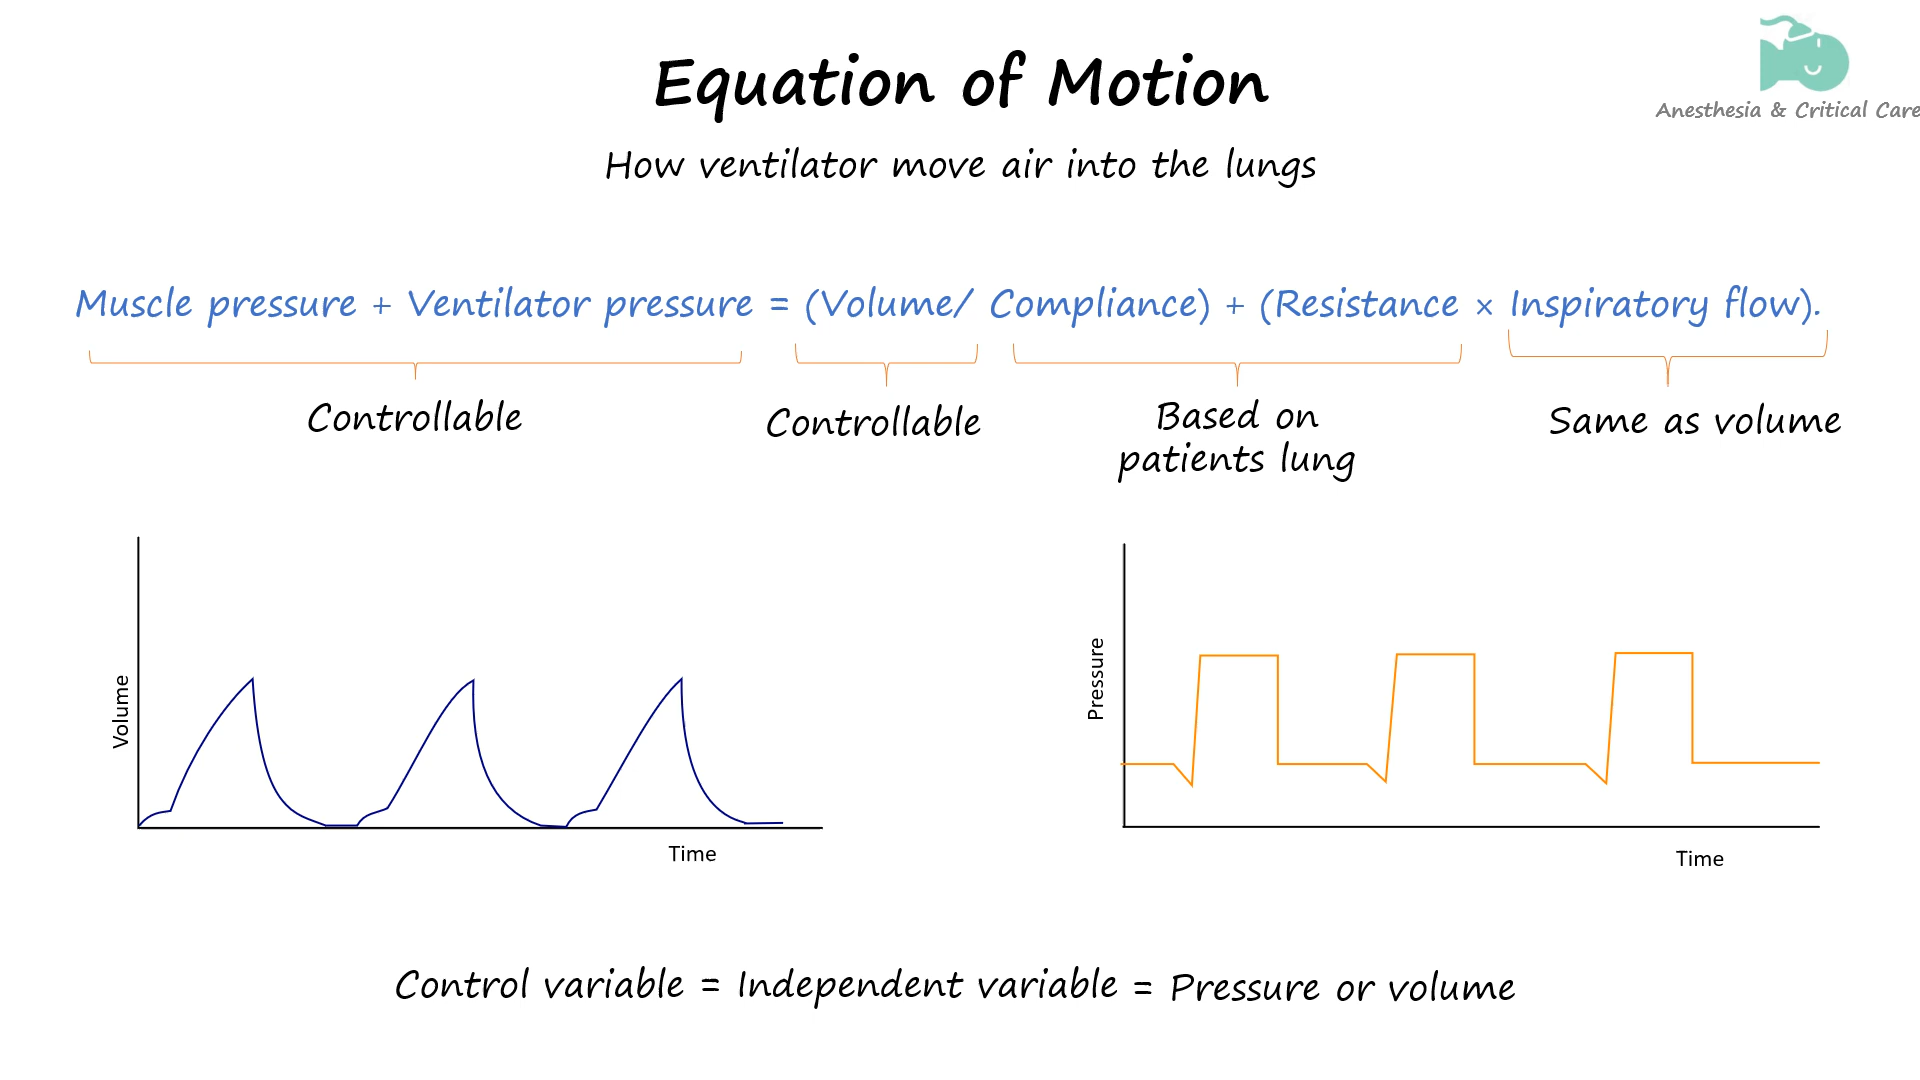 Equation of Motion
Anesthesia & Critical Care
How ventilator move air into the lungs
Muscle pressure + Ventilator pressure = (Volume/ Compliance) + (Resistance × Inspiratory flow).
Controllable
Controllable
Based on
patients lung
Same as volume
Volume
Time
Pressure
Time
Control variable = Independent variable = Pressure or volume